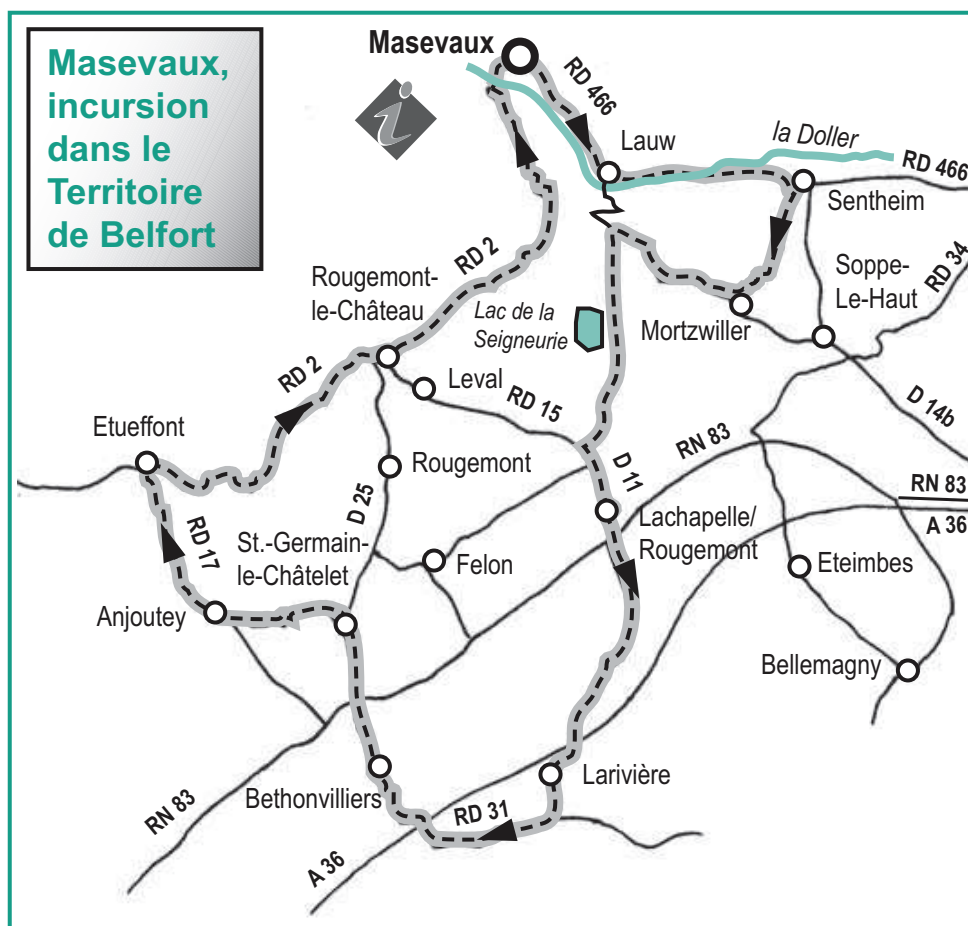 Masevaux,
incursion
dans le
Territoire
de Belfort
Masevaux
i
RD 466
Lauw
la Doller
RD 466
Sentheim
RD 2
Rougemont-
le-Château
Soppe-
Le-Haut
RD 34
Lac de la
Seigneurie
Mortzwiller
RD 2
Leval
RD 15
D 14b
Etueffont
Rougemont
D 11
RN 83
RN 83
A 36
D 25
RD 17
St.-Germain-
le-Châtelet
Lachapelle/
Rougemont
Felon
Eteimbes
Anjoutey
Bellemagny
Larivière
Bethonvilliers
RD 31
RN 83
A 36